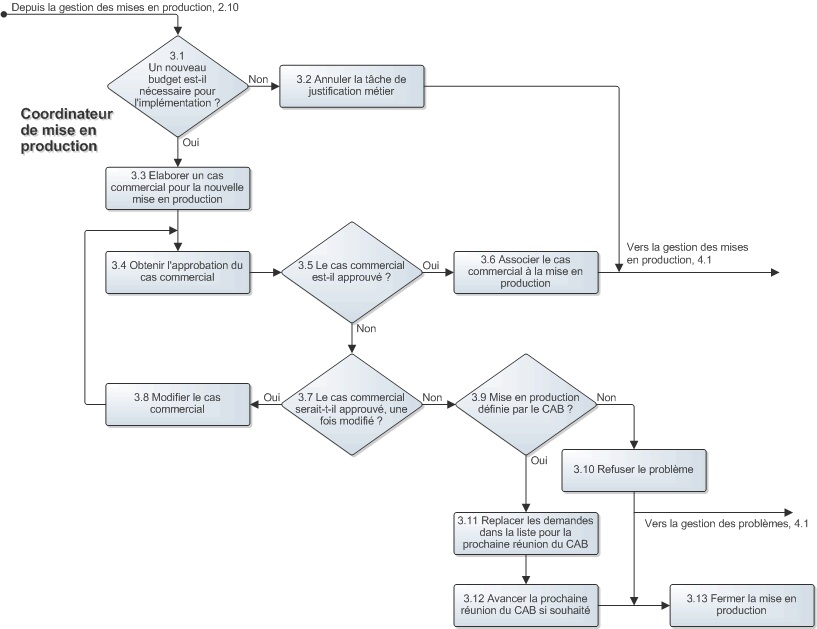 Depuis la gestion des mises en production, 2.10
3.1
Un nouveau
budget est-il
nécessaire pour
l'implémentation ?
Non
3.2 Annuler la tâche de
justification métier
Coordinateur
de mise en
production
Oui
3.3 Elaborer un cas
commercial pour la nouvelle
mise en production
3.4 Obtenir l'approbation du
cas commercial
3.5 Le cas commercial
est-il approuvé ?
Oui
3.6 Associer le cas
commercial à la mise en
production
Vers la gestion des mises
en production, 4.1
Non
3.8 Modifier le cas
commercial
Oui
3.7 Le cas commercial
serait-t-il approuvé, une
fois modifié ?
Non
3.9 Mise en production
définie par le CAB ?
Non
Oui
3.10 Refuser le problème
Vers la gestion des problèmes, 4.1
3.11 Replacer les demandes
dans la liste pour la
prochaine réunion du CAB
3.12 Avancer la prochaine
réunion du CAB si souhaité
3.13 Fermer la mise en
production